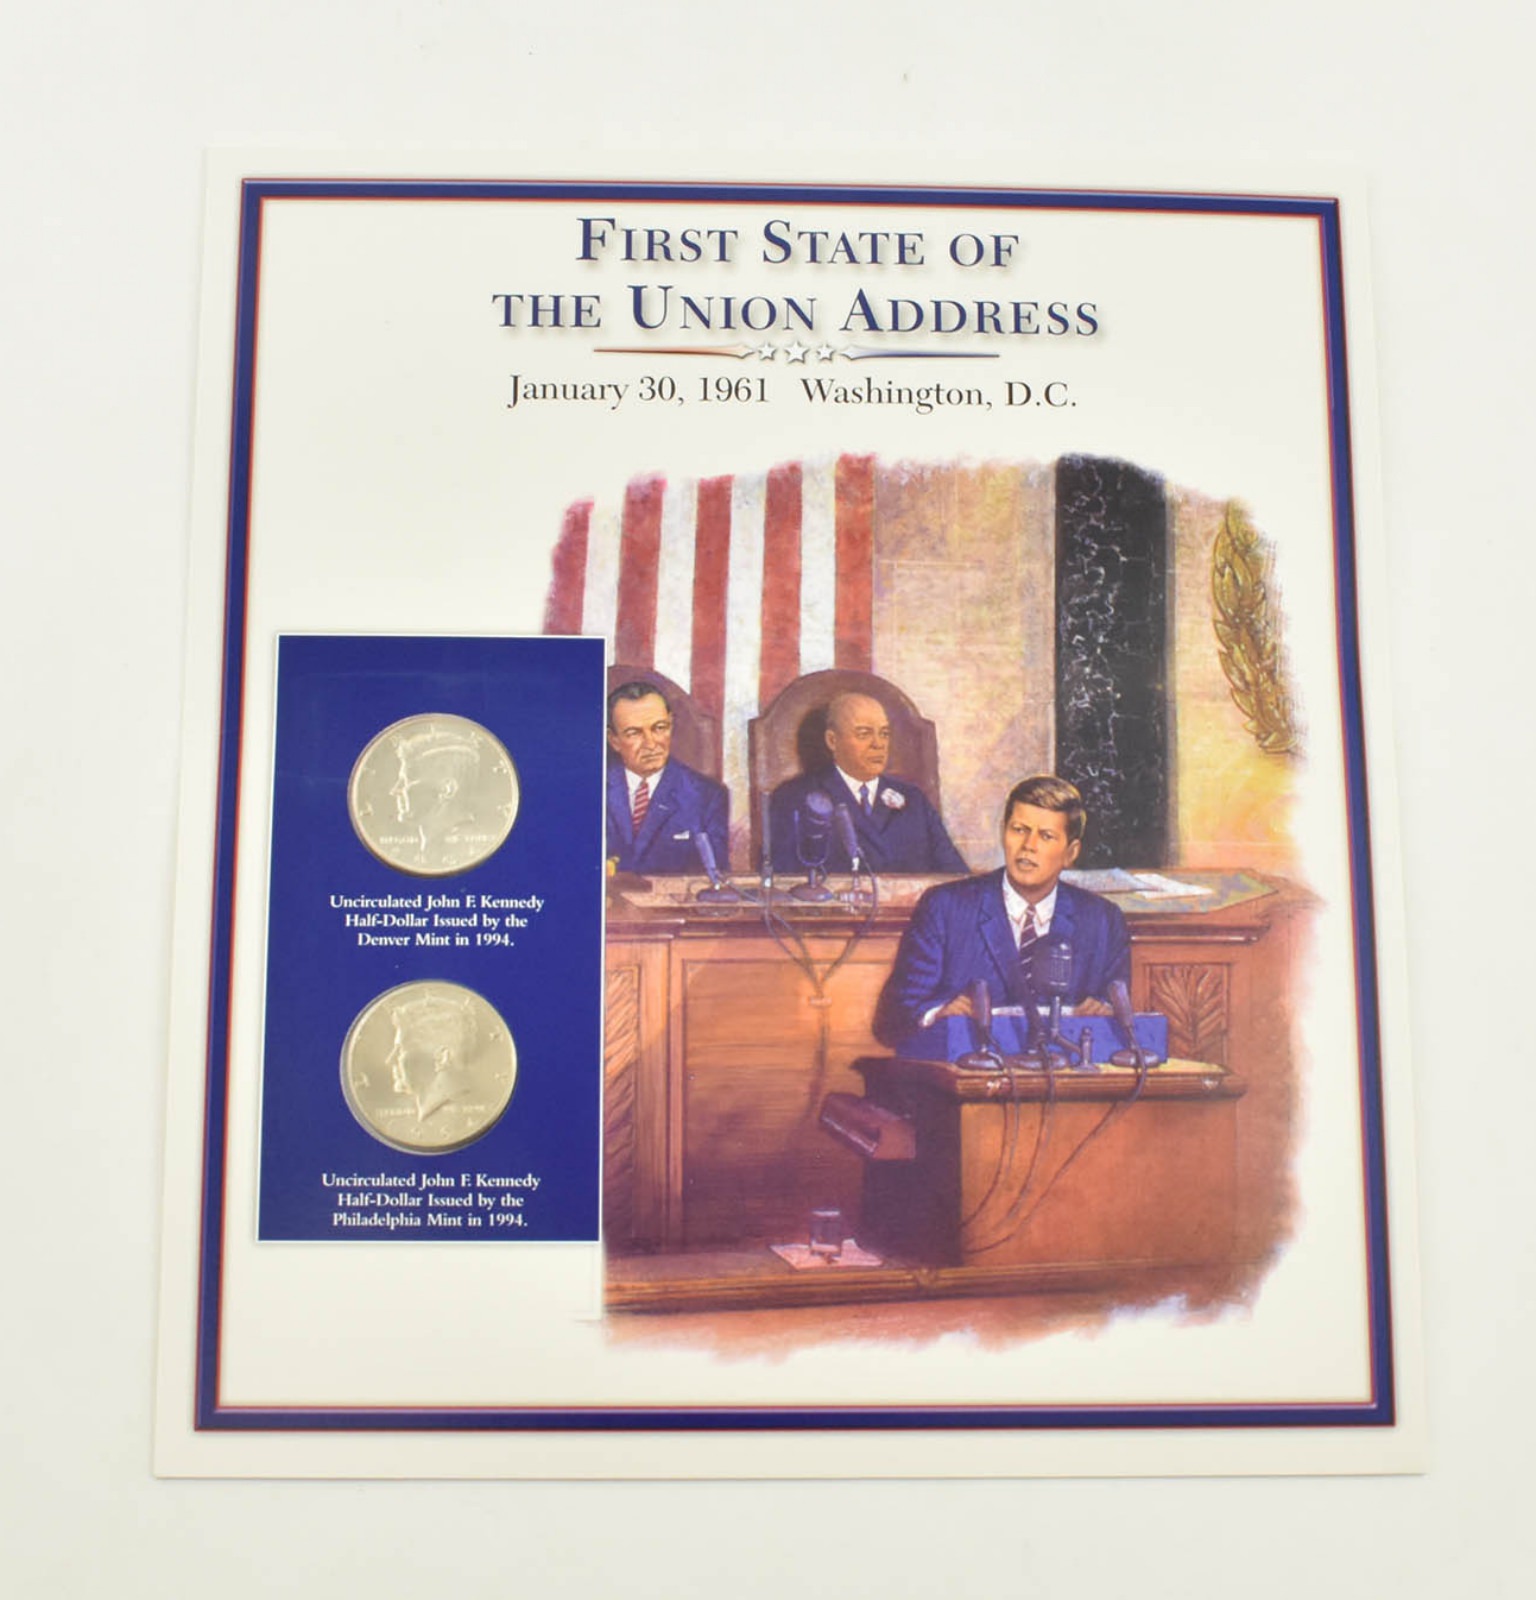 FIRST STATE OF
THE UNION ADDRESS
January 30, 1961 Washington, D.C.
Uncirculated John F. Kennedy
Half-Dollar Issued by the
Denver Mint in 1994.
Uncirculated John F. Kennedy
Half-Dollar Issued by the
Philadelphia Mint in 1994.